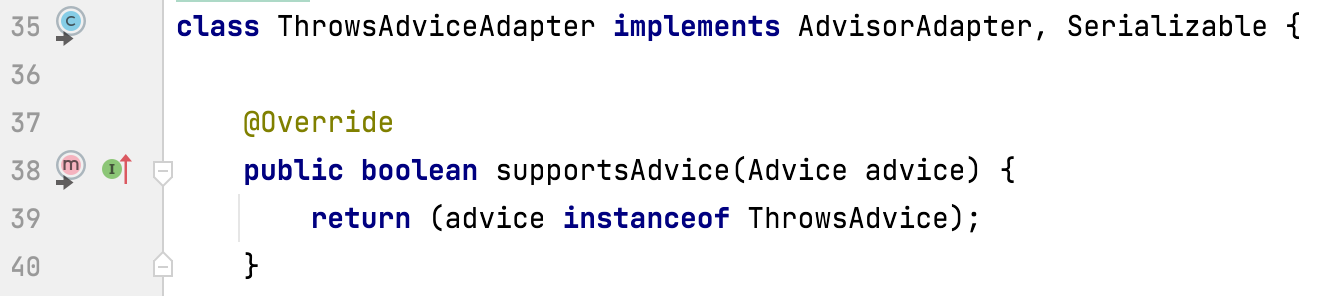 35 class ThrowsAdviceAdapter implements AdvisorAdapter, Serializable {
36
37 @Override
38 public boolean supportsAdvice(Advice advice) {
39 return (advice instanceof ThrowsAdvice);
40 }